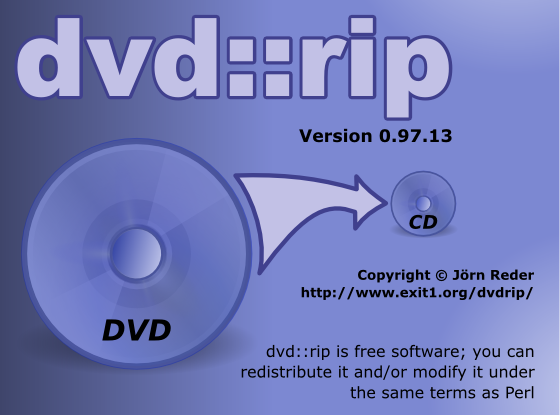 dvd::rip
Version 0.97.13
CD
DVD
Copyright © Jörn Reder
http://www.exit1.org/dvdrip/
dvd::rip is free software; you can
redistribute it and/or modify it under
the same terms as Perl